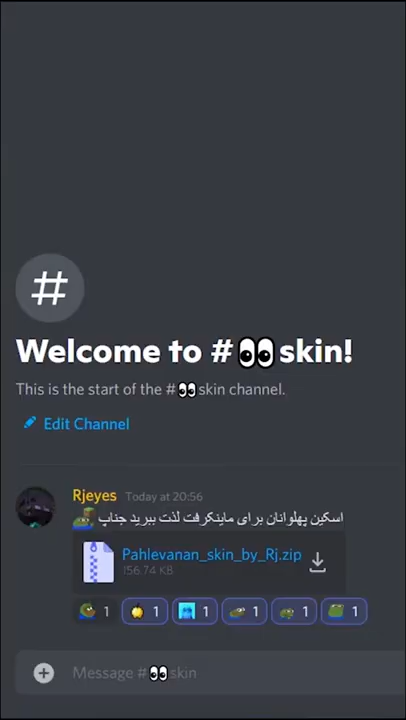 Welcome to #👀skin!
This is the start of the #👀skin channel.
Edit Channel
Rjeyes Today at 20:56
اسکین پهلوانان برای ماینکرفت لذت ببرید جناپ
Pahlevanan_skin_by_Rj.zip
156.74 KB
1 1 1 1 1 1
Message #👀skin